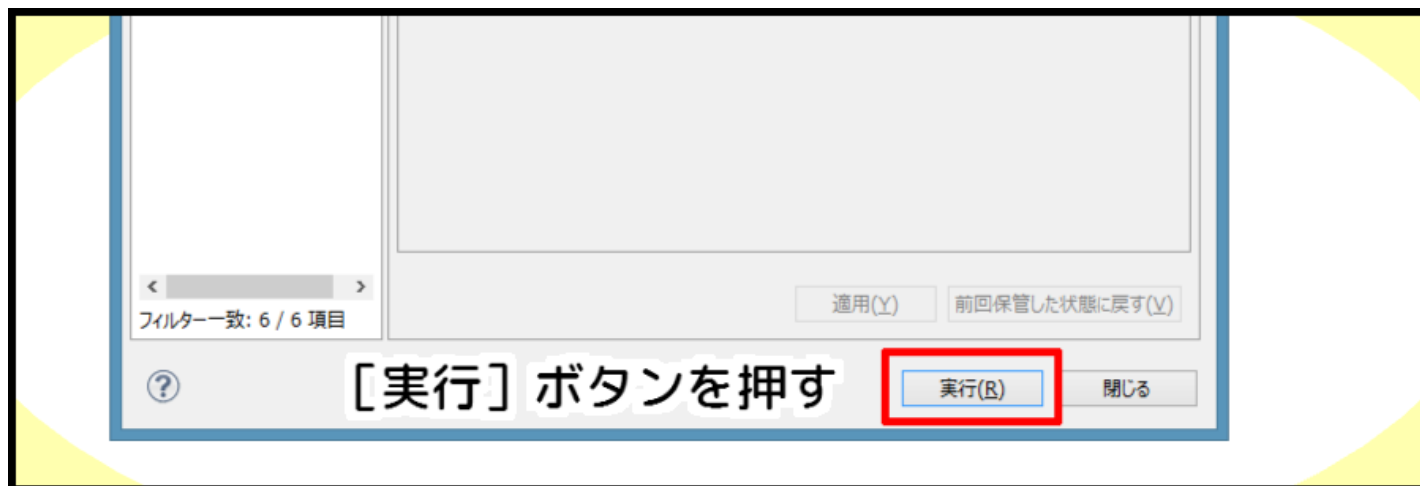 適用(Y) 前回保管した状態に戻す(V)
フィルター一致: 6 / 6 項目
［実行］ボタンを押す 実行(R) 閉じる